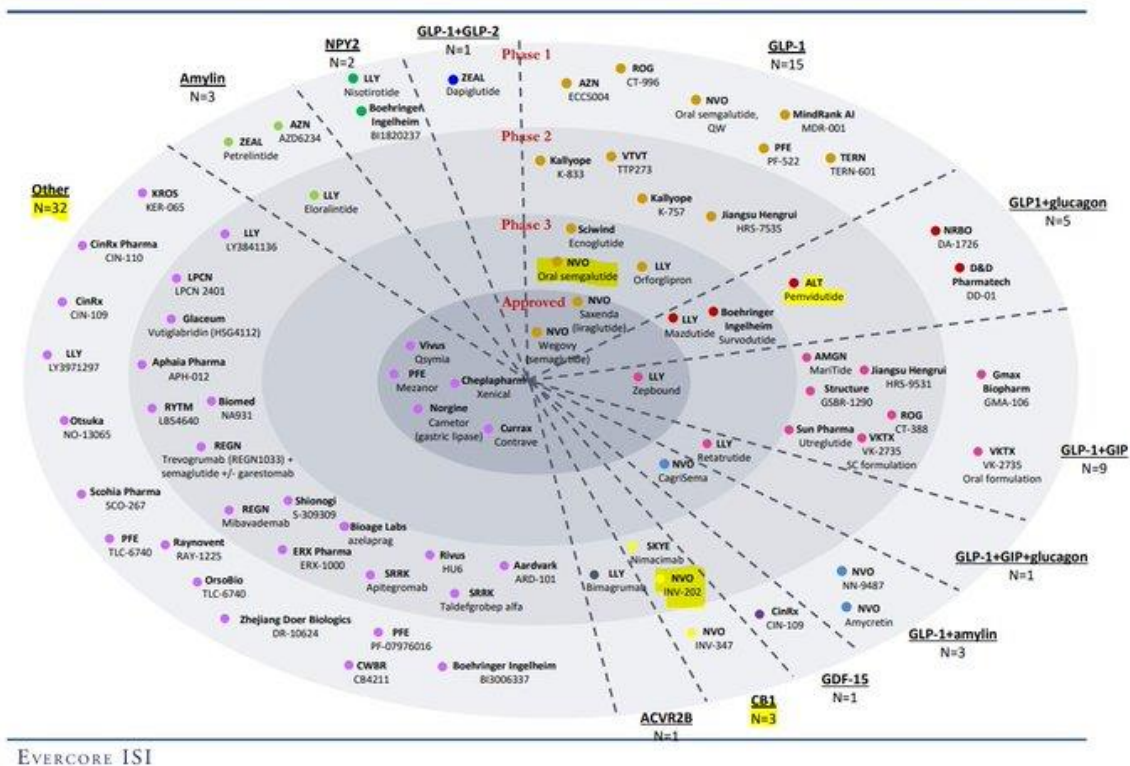 GLP-1+GLP-2
N=1
NPY2
N=2
Amylin
N=3
GLP-1
N=15
Phase 1
LLY
Nisotirotide
ZEAL
Dapiglutide
Boehringer
Ingelheim
BI1820237
AZN
AZD6234
ZEAL
Petrelintide
AZN
ECC5004
ROG
CT-996
NVO
Oral semgalutide,
QW
MindRank AI
MDR-001
PFE
PF-522
TERN
TERN-601
Phase 2
Kallyope
K-833
VTVT
TTP273
Kallyope
K-757
Jiangsu Hengrui
HRS-7535
LLY
Eloralintide
Other
N=32
KROS
KER-065
CinRx Pharma
CIN-110
LLY
LY3841136
LPCN
LPCN 2401
CinRx
CIN-109
Glaceum
Vutiglabridin (HSG4112)
LLY
LY3971297
Aphaia Pharma
APH-012
RYTM
LB54640
Biomed
NA931
Otsuka
NO-13065
REGN
Trevogrumab (REGN1033) +
semaglutide +/- garestomab
Phase 3
Sciwind
Ecnoglutide
NVO
Oral semgalutide
LLY
Orforglipron
Approved
NVO
Saxenda
(liraglutide)
NVO
Wegovy
(semaglutide)
Vivus
Qsymia
PFE
Mezanor
Cheplapharm
Xenical
Norgine
Cametor
(gastric lipase)
Currax
Contrave
LLY
Zepbound
GLP1+glucagon
N=5
NRBO
DA-1726
D&D
Pharmatech
DD-01
ALT
Pemvidutide
LLY
Mazdutide
Boehringer
Ingelheim
Survodutide
AMGN
MariTide
Jiangsu Hengrui
HRS-9531
Structure
GSBR-1290
ROG
CT-388
Sun Pharma
Utreglutide
VKTX
VK-2735
SC formulation
Gmax
Biopharm
GMA-106
VKTX
VK-2735
Oral formulation
GLP-1+GIP
N=9
LLY
Retatrutide
NVO
CagriSema
GLP-1+GIP+glucagon
N=1
NVO
NN-9487
NVO
Amycretin
GLP-1+amylin
N=3
CinRx
CIN-109
GDF-15
N=1
SKYE
Nimacimab
NVO
INV-202
NVO
INV-347
CB1
N=3
LLY
Bimagrumab
ACVR2B
N=1
Scohia Pharma
SCO-267
REGN
Mibavademab
Shionogi
S-309309
Bioage Labs
azelaprag
PFE
TLC-6740
Raynovent
RAY-1225
ERX Pharma
ERX-1000
Rivus
HU6
Aardvark
ARD-101
OrsoBio
TLC-6740
SRRK
Apitegromab
SRRK
Taldefgrobep alfa
Zhejiang Doer Biologics
DR-10624
PFE
PF-07976016
CWBR
CB4211
Boehringer Ingelheim
BI3006337
EVERCORE ISI